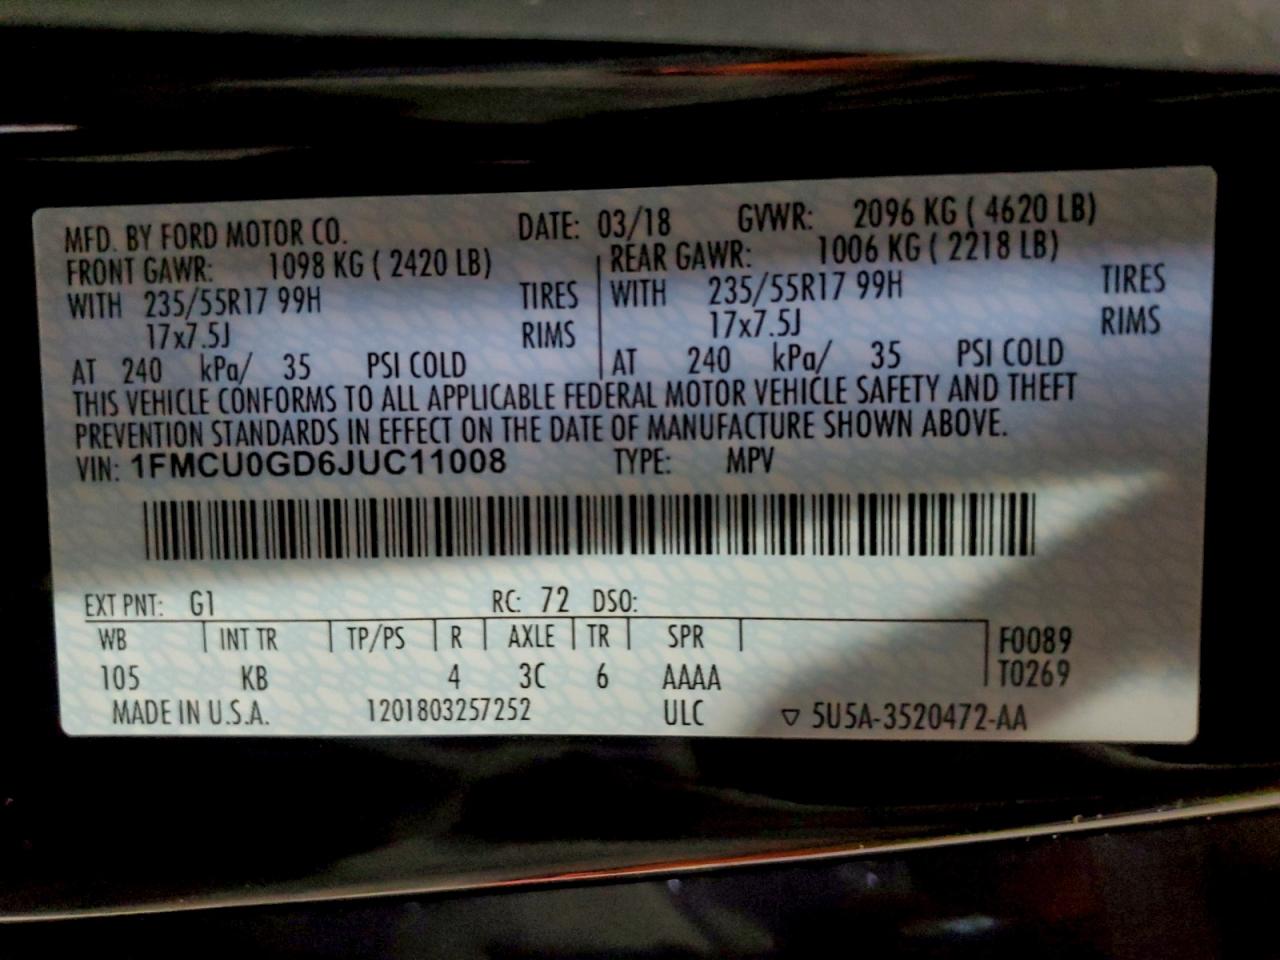 MFD. BY FORD MOTOR CO. DATE: 03/18 GVWR: 2096 KG ( 4620 LB)
FRONT GAWR: 1098 KG ( 2420 LB) REAR GAWR: 1006 KG ( 2218 LB)
WITH 235/55R17 99H TIRES WITH 235/55R17 99H TIRES
17x7.5J RIMS 17x7.5J RIMS
AT 240 kPa/ 35 PSI COLD AT 240 kPa/ 35 PSI COLD
THIS VEHICLE CONFORMS TO ALL APPLICABLE FEDERAL MOTOR VEHICLE SAFETY AND THEFT
PREVENTION STANDARDS IN EFFECT ON THE DATE OF MANUFACTURE SHOWN ABOVE.
VIN: 1FMCU0GD6JUC11008 TYPE: MPV
EXT PNT: G1 RC: 72 DSO:
WB INT TR TP/PS R AXLE TR SPR F0089
105 KB 4 3C 6 AAAA T0269
MADE IN U.S.A. 1201803257252 ULC ▽ 5U5A-3520472-AA